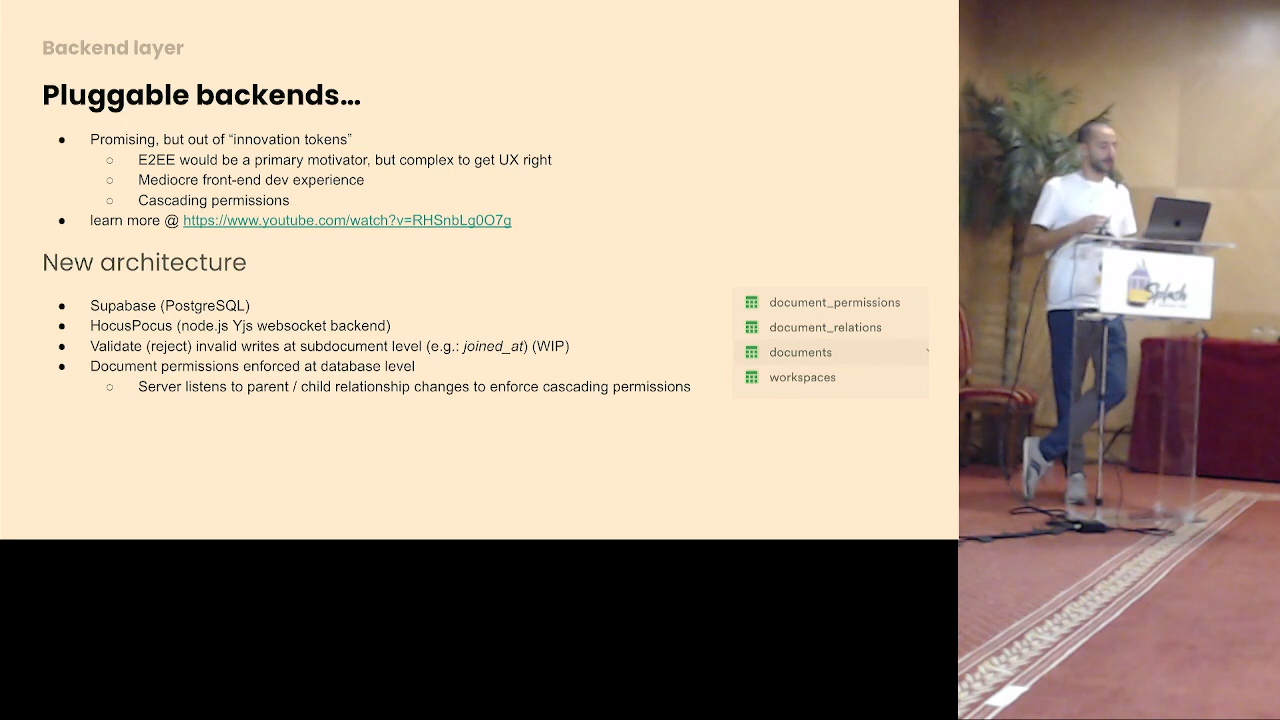 Backend layer
Pluggable backends...
● Promising, but out of “innovation tokens”
○ E2EE would be a primary motivator, but complex to get UX right
○ Mediocre front-end dev experience
○ Cascading permissions
● learn more @ https://www.youtube.com/watch?v=RHSnbLg0O7g
New architecture
● Supabase (PostgreSQL)
● HocusPocus (node.js Yjs websocket backend)
● Validate (reject) invalid writes at subdocument level (e.g.: joined_at) (WIP)
● Document permissions enforced at database level
○ Server listens to parent / child relationship changes to enforce cascading permissions
document_permissions
document_relations
documents
workspaces
Splash